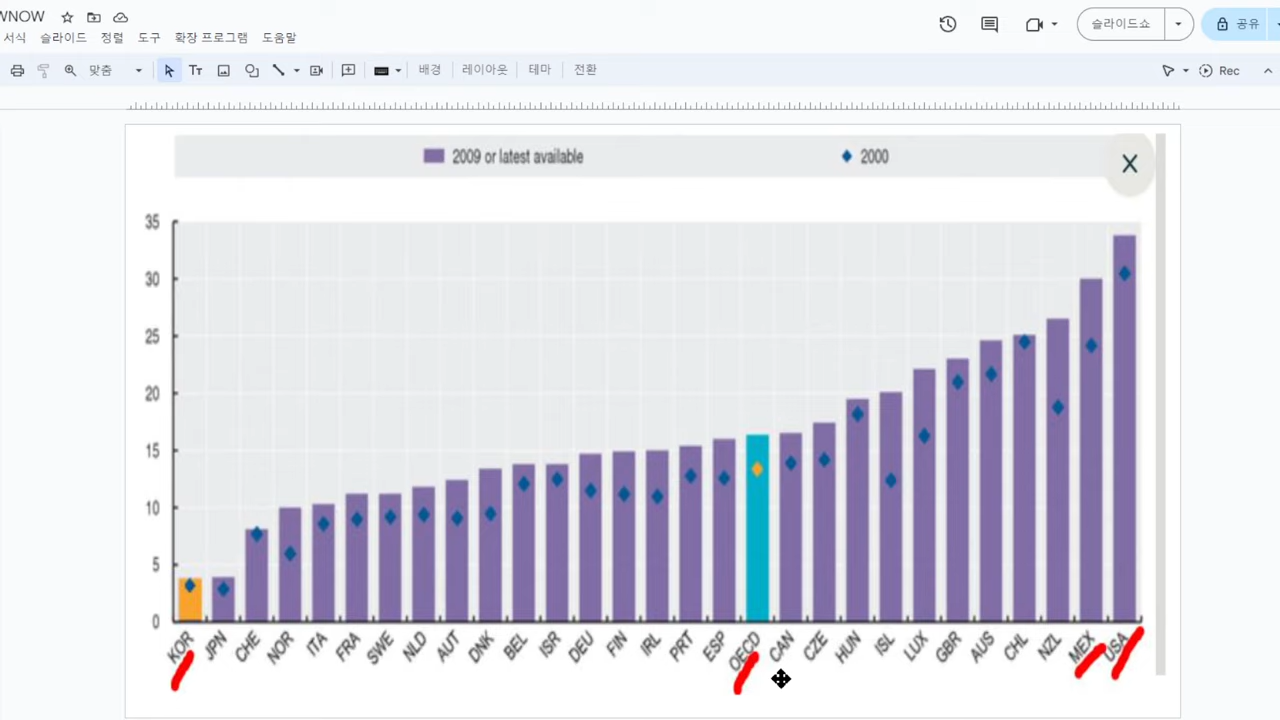 WNOW
서식 슬라이드 정렬 도구 확장 프로그램 도움말
슬라이드쇼
공유
맞춤
Tт
배경 레이아웃 테마 전환
Rec
2009 or latest available
2000
X
35
30
25
20
15
10
5
0
KOR JPN CHE NOR ITA FRA SWE NLD AUT DNK BEL ISR DEU FIN IRL PRT ESP OECD CAN CZE HUN ISL LUX GBR AUS CHL NZL MEX USA